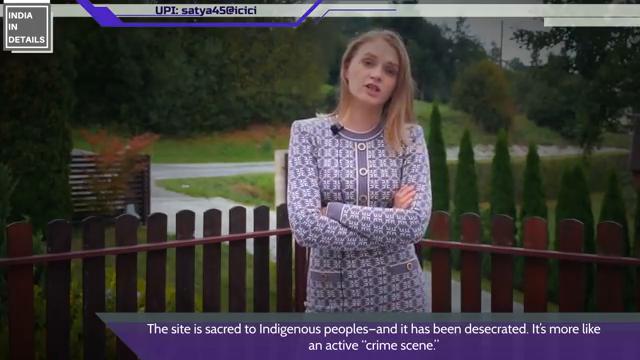 UPI: satya45@icici
INDIA
IN
DETAILS
The site is sacred to Indigenous peoples—and it has been desecrated. It's more like
an active "crime scene."